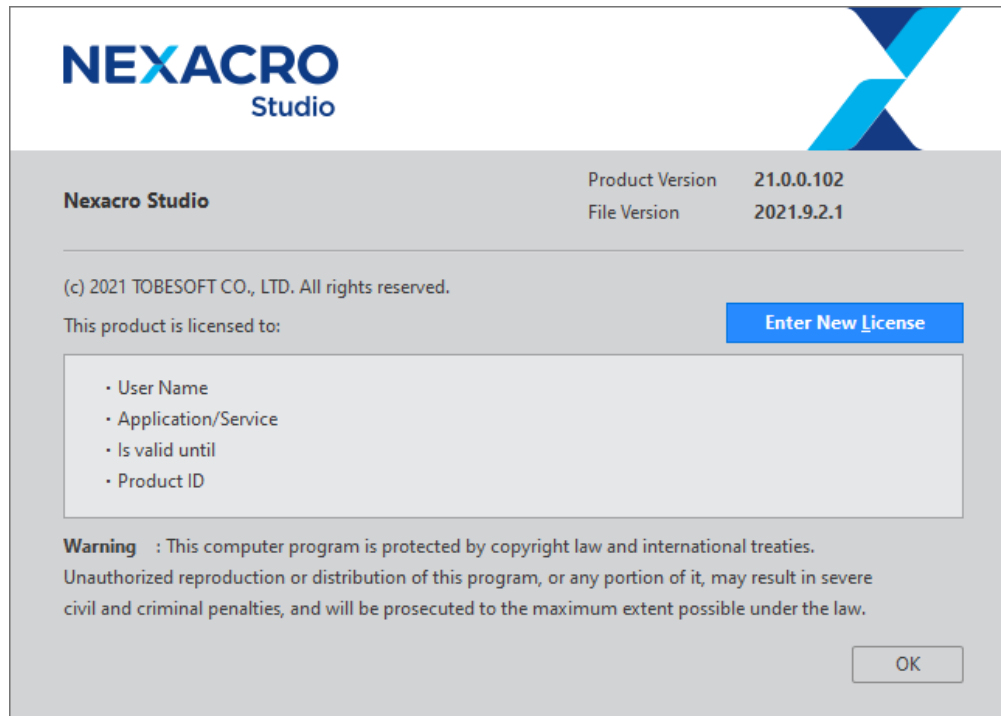 NEXACRO
Studio
Nexacro Studio
Product Version 21.0.0.102
File Version 2021.9.2.1
(c) 2021 TOBESOFT CO., LTD. All rights reserved.
This product is licensed to:
Enter New License
· User Name
· Application/Service
· Is valid until
· Product ID
Warning : This computer program is protected by copyright law and international treaties.
Unauthorized reproduction or distribution of this program, or any portion of it, may result in severe
civil and criminal penalties, and will be prosecuted to the maximum extent possible under the law.
OK